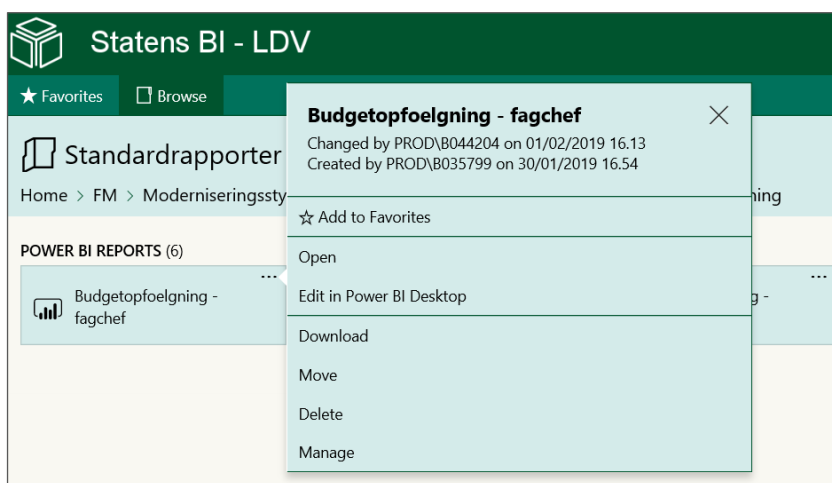 Statens BI - LDV
Favorites
Browse
Budgetopfoelgning - fagchef
Changed by PROD\B044204 on 01/02/2019 16.13
Created by PROD\B035799 on 30/01/2019 16.54
Standardrapporter
Home > FM > Moderniseringssty
ning
Add to Favorites
POWER BI REPORTS (6)
Open
Edit in Power BI Desktop
...
...
Budgetopfoelgning -
fagchef
g -
Download
Move
Delete
Manage